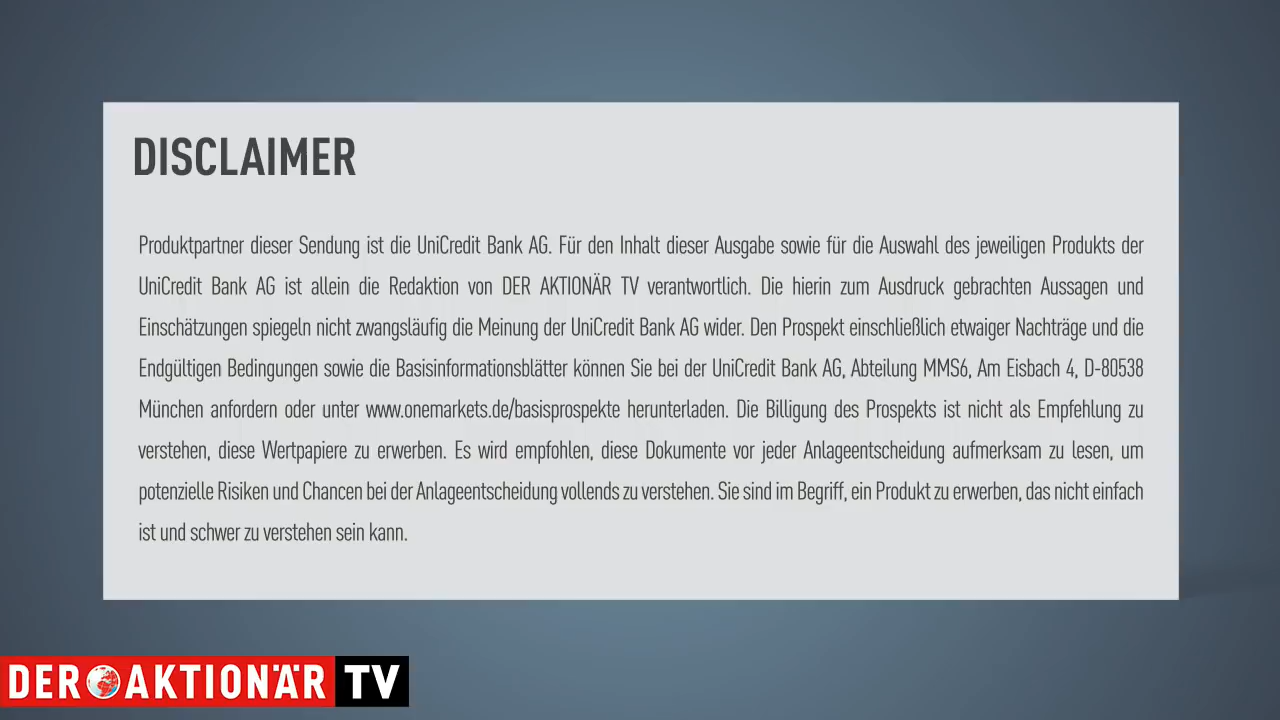 DISCLAIMER
Produktpartner dieser Sendung ist die UniCredit Bank AG. Für den Inhalt dieser Ausgabe sowie für die Auswahl des jeweiligen Produkts der
UniCredit Bank AG ist allein die Redaktion von DER AKTIONÄR TV verantwortlich. Die hierin zum Ausdruck gebrachten Aussagen und
Einschätzungen spiegeln nicht zwangsläufig die Meinung der UniCredit Bank AG wider. Den Prospekt einschließlich etwaiger Nachträge und die
Endgültigen Bedingungen sowie die Basisinformationsblätter können Sie bei der UniCredit Bank AG, Abteilung MMS6, Am Eisbach 4, D-80538
München anfordern oder unter www.onemarkets.de/basisprospekte herunterladen. Die Billigung des Prospekts ist nicht als Empfehlung zu
verstehen, diese Wertpapiere zu erwerben. Es wird empfohlen, diese Dokumente vor jeder Anlageentscheidung aufmerksam zu lesen, um
potenzielle Risiken und Chancen bei der Anlageentscheidung vollends zu verstehen. Sie sind im Begriff, ein Produkt zu erwerben, das nicht einfach
ist und schwer zu verstehen sein kann.
DER AKTIONÄR TV